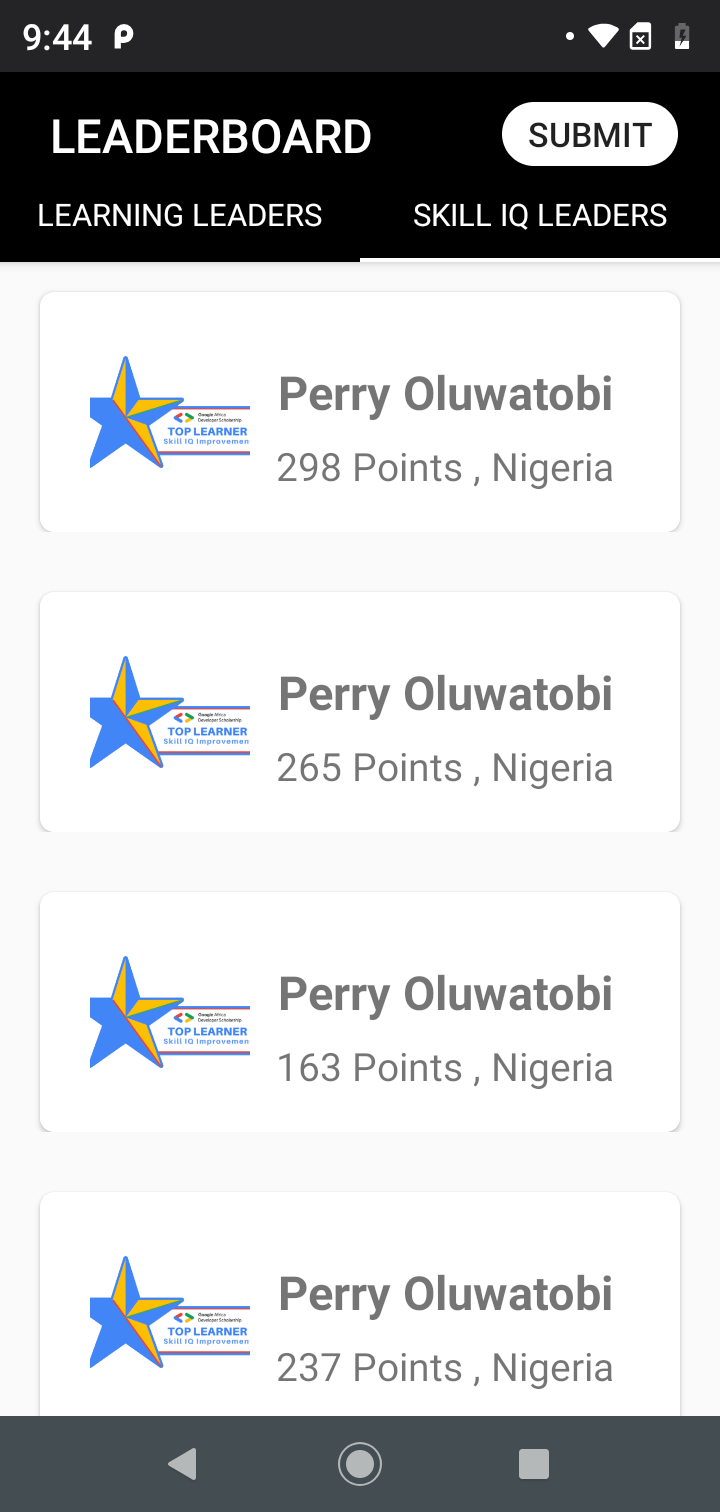 9:44
LEADERBOARD
SUBMIT
LEARNING LEADERS
SKILL IQ LEADERS
Google Africa
Developer Scholarship
TOP LEARNER
Skill IQ Improvemen
Perry Oluwatobi
298 Points , Nigeria
Google Africa
Developer Scholarship
TOP LEARNER
Skill IQ Improvemen
Perry Oluwatobi
265 Points , Nigeria
Google Africa
Developer Scholarship
TOP LEARNER
Skill IQ Improvemen
Perry Oluwatobi
163 Points , Nigeria
Google Africa
Developer Scholarship
TOP LEARNER
Skill IQ Improvemen
Perry Oluwatobi
237 Points , Nigeria